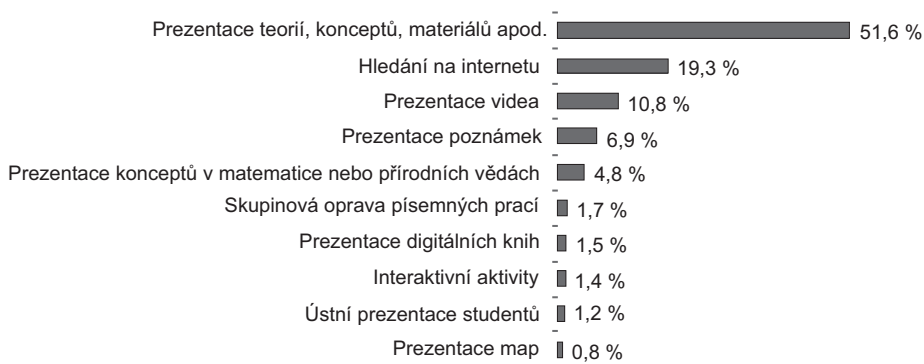 Prezentace teorií, konceptů, materiálů apod. 51,6 %
Hledání na internetu 19,3 %
Prezentace videa 10,8 %
Prezentace poznámek 6,9 %
Prezentace konceptů v matematice nebo přírodních vědách 4,8 %
Skupinová oprava písemných prací 1,7 %
Prezentace digitálních knih 1,5 %
Interaktivní aktivity 1,4 %
Ústní prezentace studentů 1,2 %
Prezentace map 0,8 %